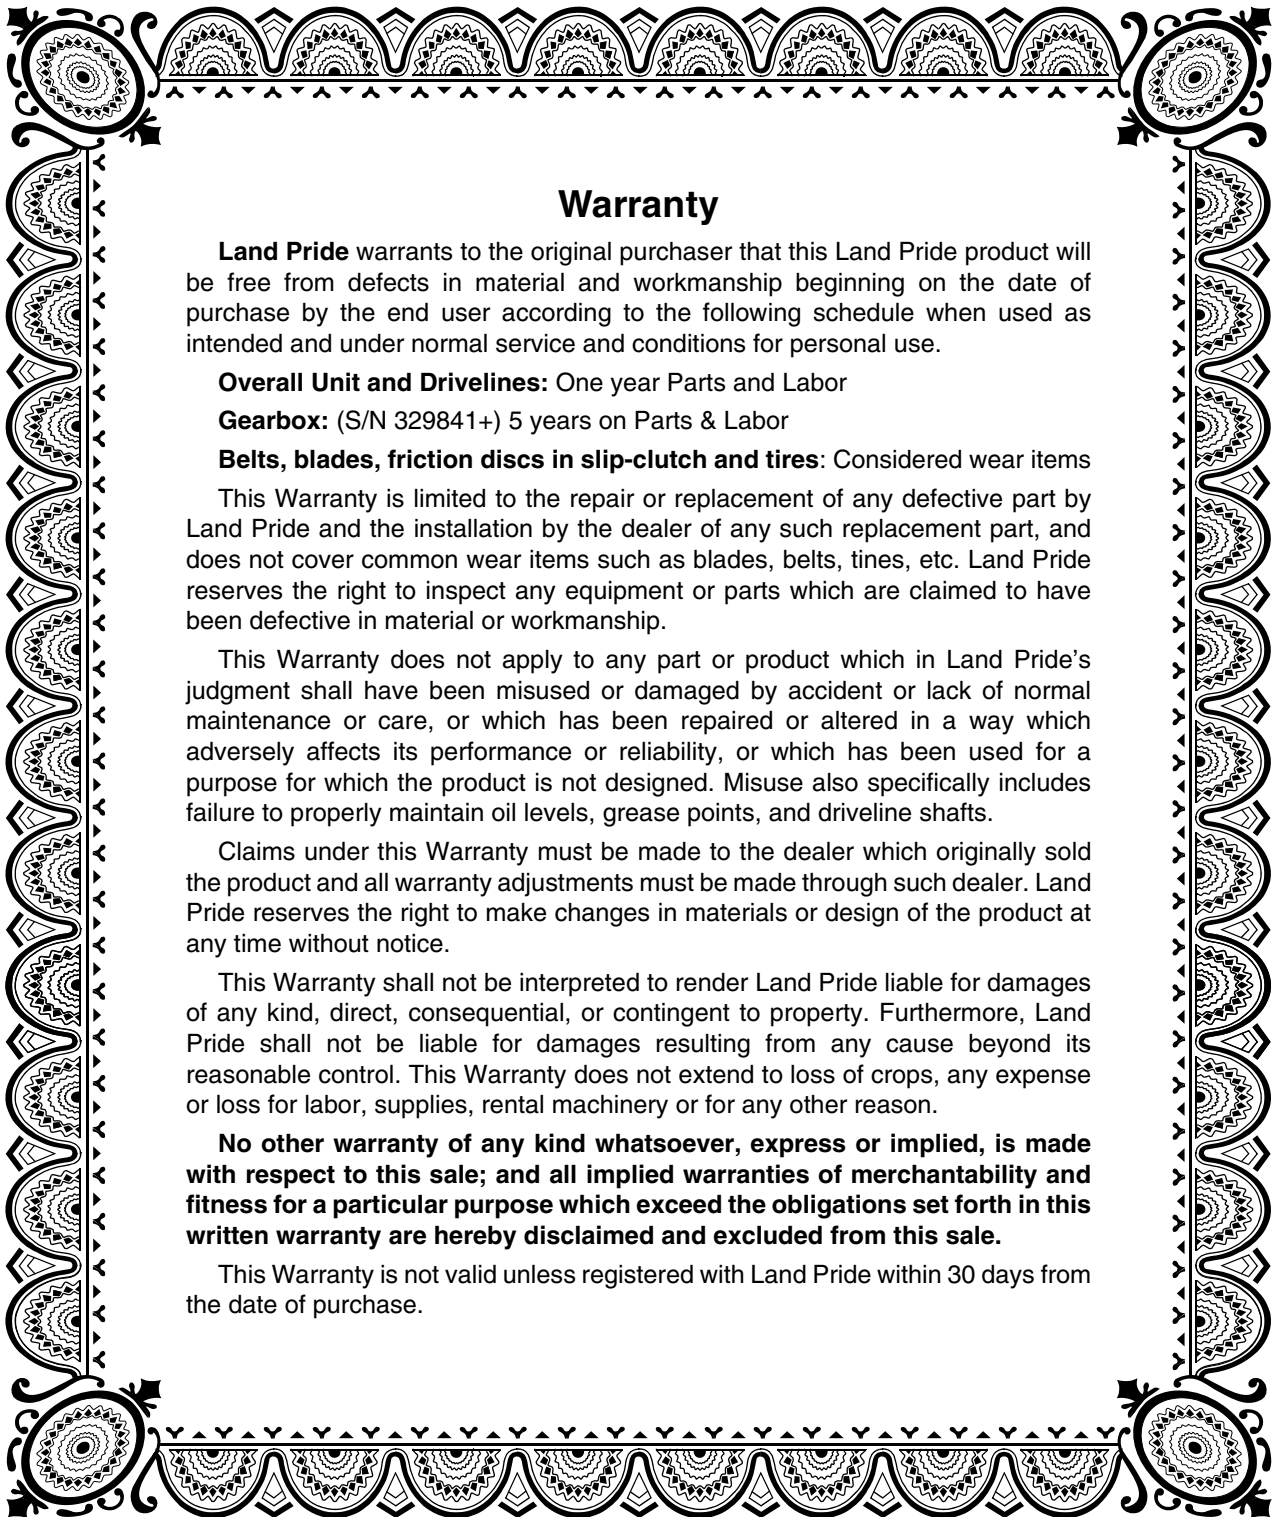 Warranty
Land Pride warrants to the original purchaser that this Land Pride product will
be free from defects in material and workmanship beginning on the date of
purchase by the end user according to the following schedule when used as
intended and under normal service and conditions for personal use.
Overall Unit and Drivelines: One year Parts and Labor
Gearbox: (S/N 329841+) 5 years on Parts & Labor
Belts, blades, friction discs in slip-clutch and tires: Considered wear items
This Warranty is limited to the repair or replacement of any defective part by
Land Pride and the installation by the dealer of any such replacement part, and
does not cover common wear items such as blades, belts, tines, etc. Land Pride
reserves the right to inspect any equipment or parts which are claimed to have
been defective in material or workmanship.
This Warranty does not apply to any part or product which in Land Pride’s
judgment shall have been misused or damaged by accident or lack of normal
maintenance or care, or which has been repaired or altered in a way which
adversely affects its performance or reliability, or which has been used for a
purpose for which the product is not designed. Misuse also specifically includes
failure to properly maintain oil levels, grease points, and driveline shafts.
Claims under this Warranty must be made to the dealer which originally sold
the product and all warranty adjustments must be made through such dealer. Land
Pride reserves the right to make changes in materials or design of the product at
any time without notice.
This Warranty shall not be interpreted to render Land Pride liable for damages
of any kind, direct, consequential, or contingent to property. Furthermore, Land
Pride shall not be liable for damages resulting from any cause beyond its
reasonable control. This Warranty does not extend to loss of crops, any expense
or loss for labor, supplies, rental machinery or for any other reason.
No other warranty of any kind whatsoever, express or implied, is made
with respect to this sale; and all implied warranties of merchantability and
fitness for a particular purpose which exceed the obligations set forth in this
written warranty are hereby disclaimed and excluded from this sale.
This Warranty is not valid unless registered with Land Pride within 30 days from
the date of purchase.